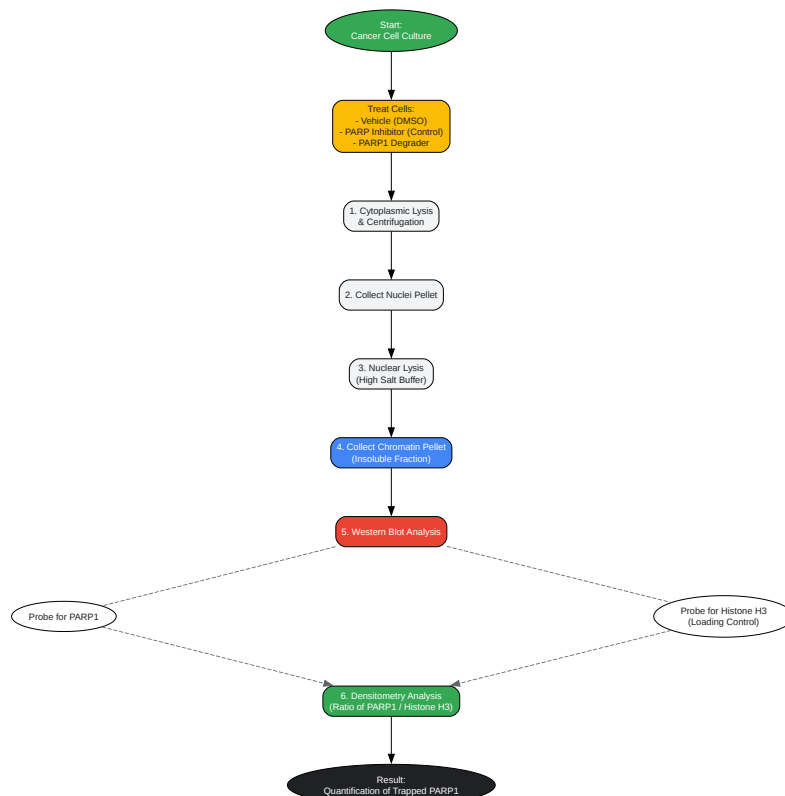 Start:
Cancer Cell Culture
Treat Cells:
- Vehicle (DMSO)
- PARP Inhibitor (Control)
- PARP1 Degrader
1. Cytoplasmic Lysis
& Centrifugation
2. Collect Nuclei Pellet
3. Nuclear Lysis
(High Salt Buffer)
4. Collect Chromatin Pellet
(Insoluble Fraction)
5. Western Blot Analysis
Probe for PARP1
Probe for Histone H3
(Loading Control)
6. Densitometry Analysis
(Ratio of PARP1 / Histone H3)
Result:
Quantification of Trapped PARP1